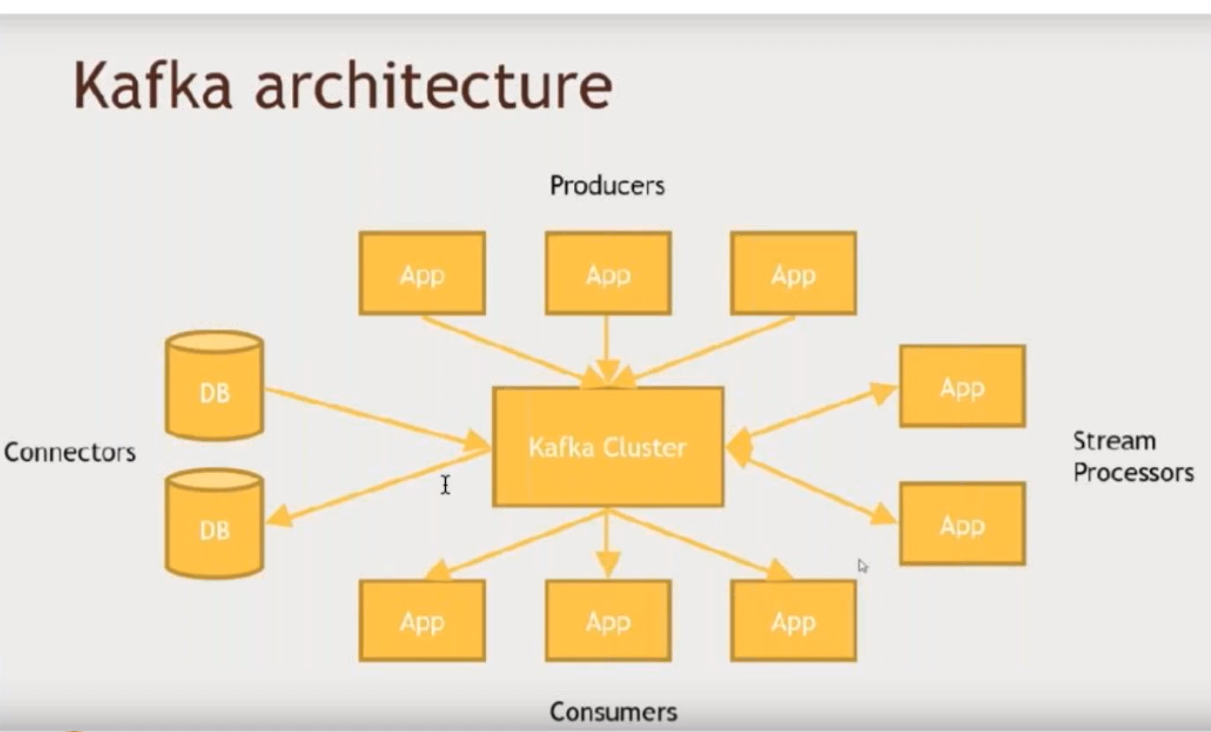 Kafka architecture
Producers
App
App
App
DB
App
Kafka Cluster
Connectors
Stream
Processors
DB
App
App
App
App
Consumers